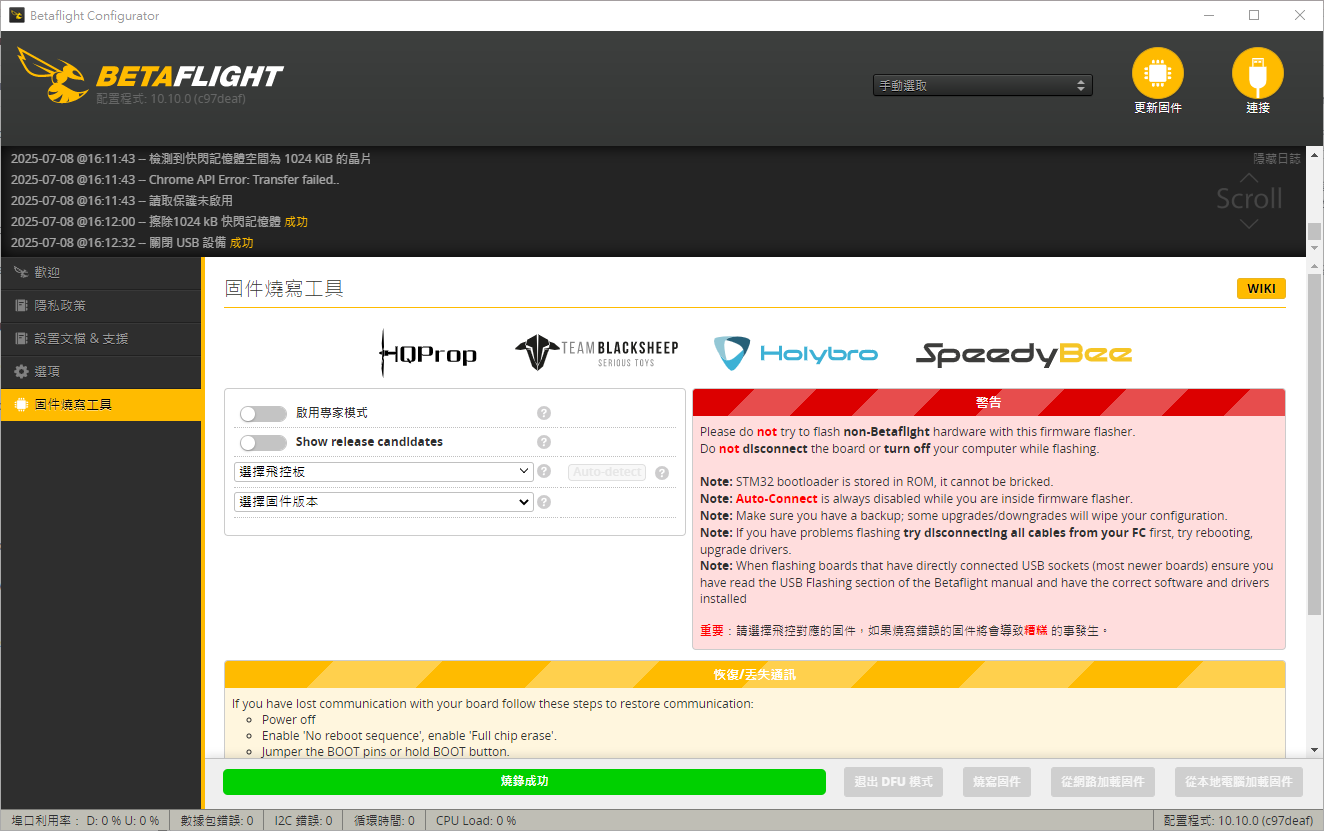 Betaflight Configurator
BETAFLIGHT
配置程式: 10.10.0 (c97deaf)
手動選取
更新固件
連接
2025-07-08 @16:11:43 -- 檢測到快閃記憶體空間為 1024 KiB 的晶片
隱藏日誌
2025-07-08 @16:11:43 -- Chrome API Error: Transfer failed..
2025-07-08 @16:11:43 -- 讀取保護未啟用
Scroll
2025-07-08 @16:12:00 -- 擦除1024 kB 快閃記憶體 成功
2025-07-08 @16:12:32 -- 關閉 USB 設備 成功
歡迎
隱私政策
設置文檔 & 支援
選項
固件燒寫工具
固件燒寫工具
WIKI
HQProp
TEAMBLACKSHEEP
SERIOUS TOYS
Holybro
SpeedyBee
啟用專家模式
Show release candidates
選擇飛控板
Auto-detect
選擇固件版本
警告
Please do not try to flash non-Betaflight hardware with this firmware flasher.
Do not disconnect the board or turn off your computer while flashing.
Note: STM32 bootloader is stored in ROM, it cannot be bricked.
Note: Auto-Connect is always disabled while you are inside firmware flasher.
Note: Make sure you have a backup; some upgrades/downgrades will wipe your configuration.
Note: If you have problems flashing try disconnecting all cables from your FC first, try rebooting,
upgrade drivers.
Note: When flashing boards that have directly connected USB sockets (most newer boards) ensure you
have read the USB Flashing section of the Betaflight manual and have the correct software and drivers
installed
重要：請選擇飛控對應的固件，如果燒寫錯誤的固件將會導致糟糕 的事發生。
恢復/丟失通訊
If you have lost communication with your board follow these steps to restore communication:
Power off
Enable 'No reboot sequence', enable 'Full chip erase'.
Jumper the BOOT pins or hold BOOT button.
燒錄成功
退出 DFU 模式
燒寫固件
從網路加載固件
從本地電腦加載固件
埠口利用率： D: 0 % U: 0 %
數據包錯誤: 0
I2C 錯誤: 0
循環時間: 0
CPU Load: 0 %
配置程式: 10.10.0 (c97deaf)